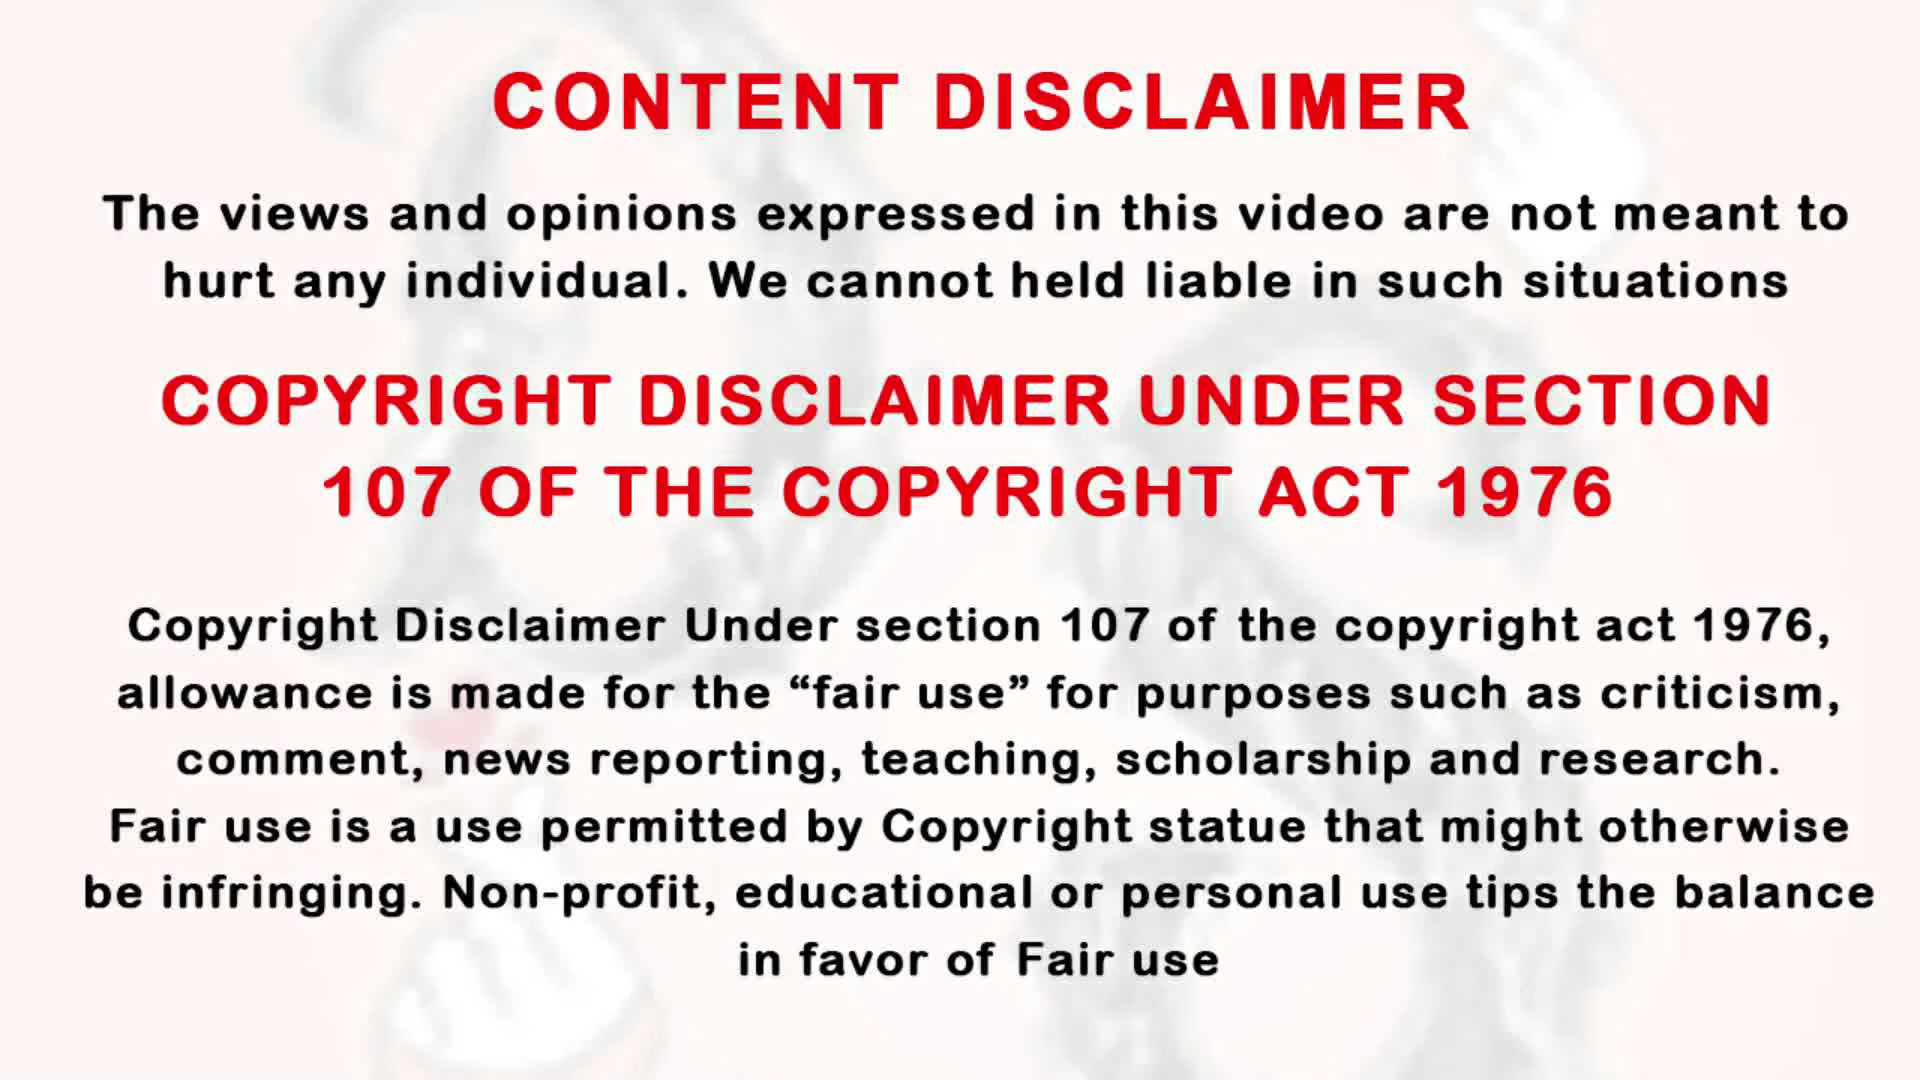 CONTENT DISCLAIMER
The views and opinions expressed in this video are not meant to
hurt any individual. We cannot held liable in such situations
COPYRIGHT DISCLAIMER UNDER SECTION
107 OF THE COPYRIGHT ACT 1976
Copyright Disclaimer Under section 107 of the copyright act 1976,
allowance is made for the “fair use” for purposes such as criticism,
comment, news reporting, teaching, scholarship and research.
Fair use is a use permitted by Copyright statue that might otherwise
be infringing. Non-profit, educational or personal use tips the balance
in favor of Fair use